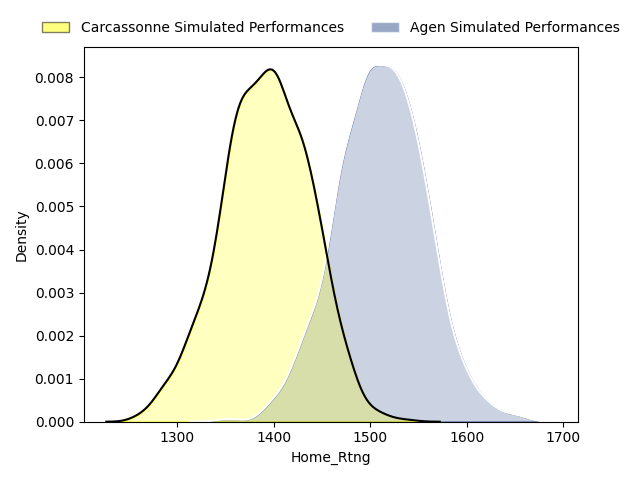 Carcassonne Simulated Performances
Agen Simulated Performances
0.008
0.007
0.006
0.005
0.004
0.003
0.002
0.001
0.000
Density
1300 1400 1500 1600 1700
Home_Rtng